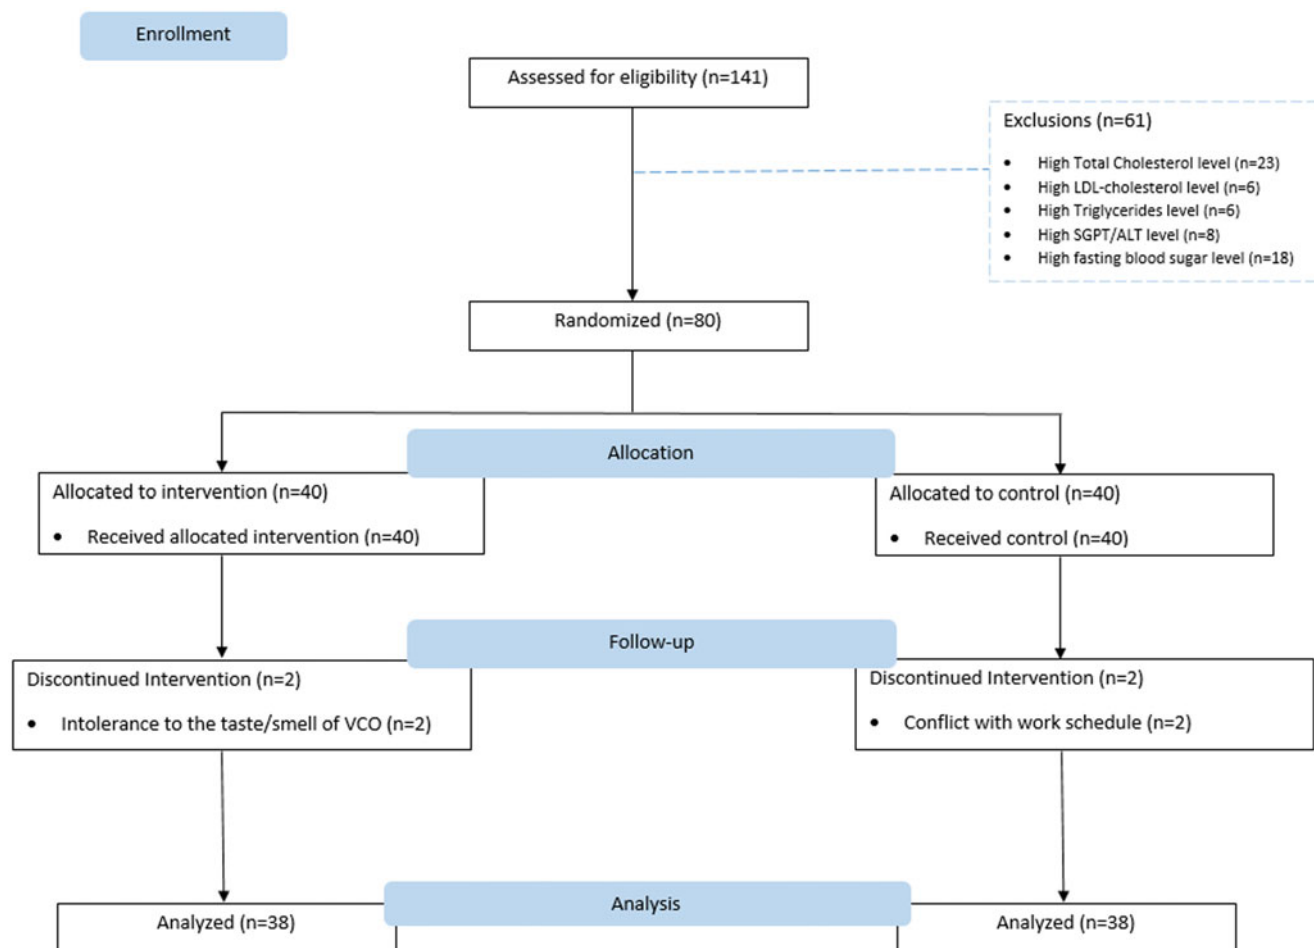 Enrollment
Assessed for eligibility (n=141)
Exclusions (n=61)
• High Total Cholesterol level (n=23)
• High LDL-cholesterol level (n=6)
• High Triglycerides level (n=6)
• High SGPT/ALT level (n=8)
• High fasting blood sugar level (n=18)
Randomized (n=80)
Allocation
Allocated to intervention (n=40)
• Received allocated intervention (n=40)
Allocated to control (n=40)
• Received control (n=40)
Follow-up
Discontinued Intervention (n=2)
• Intolerance to the taste/smell of VCO (n=2)
Discontinued Intervention (n=2)
• Conflict with work schedule (n=2)
Analysis
Analyzed (n=38)
Analyzed (n=38)